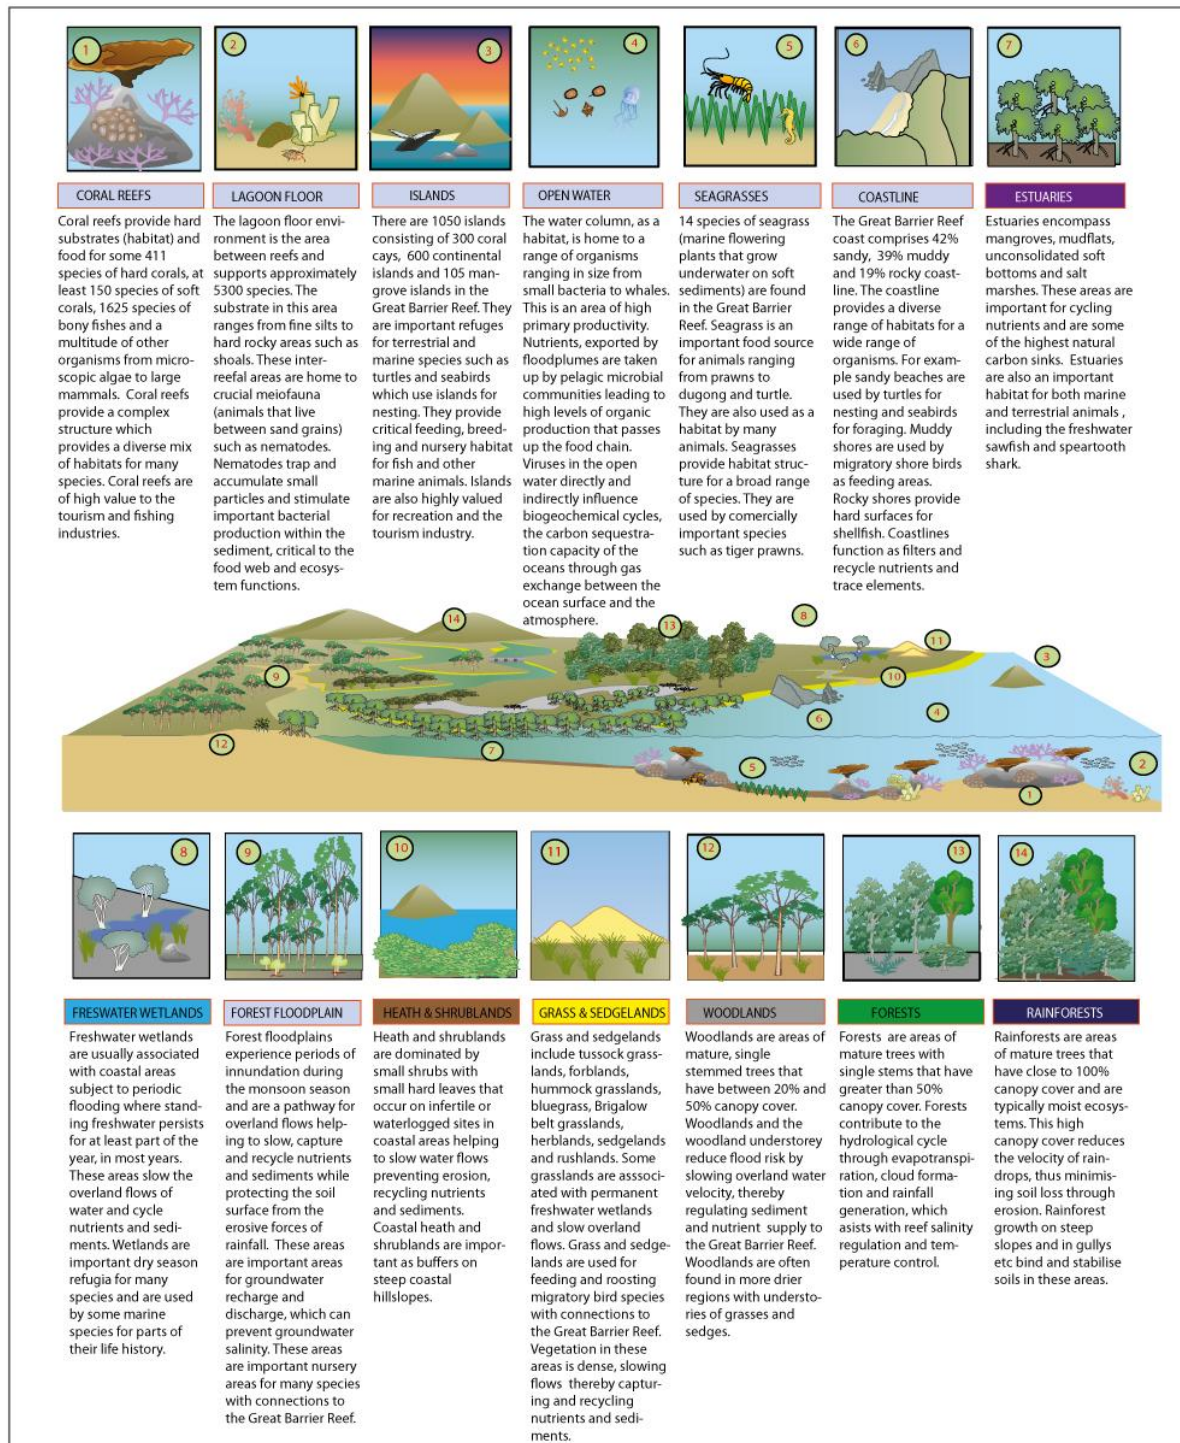 1
2
3
4
5
6
7
CORAL REEFS
Coral reefs provide hard
substrates (habitat) and
food for some 411
species of hard corals, at
least 150 species of soft
corals, 1625 species of
bony fishes and a
multitude of other
organisms from micro-
scopic algae to large
mammals. Coral reefs
provide a complex
structure which
provides a diverse mix
of habitats for many
species. Coral reefs are
of high value to the
tourism and fishing
industries.
LAGOON FLOOR
The lagoon floor envi-
ronment is the area
between reefs and
supports approximately
5300 species. The
substrate in this area
ranges from fine silts to
hard rocky areas such as
shoals. These inter-
reefal areas are home to
crucial meiofauna
(animals that live
between sand grains)
such as nematodes.
Nematodes trap and
accumulate small
particles and stimulate
important bacterial
production within the
sediment, critical to the
food web and ecosys-
tem functions.
ISLANDS
There are 1050 islands
consisting of 300 coral
cays, 600 continental
islands and 105 man-
grove islands in the
Great Barrier Reef. They
are important refuges
for terrestrial and
marine species such as
turtles and seabirds
which use islands for
nesting. They provide
critical feeding, breed-
ing and nursery habitat
for fish and other
marine animals. Islands
are also highly valued
for recreation and the
tourism industry.
OPEN WATER
The water column, as a
habitat, is home to a
range of organisms
ranging in size from
small bacteria to whales.
This is an area of high
primary productivity.
Nutrients, exported by
floodplumes are taken
up by pelagic microbial
communities leading to
high levels of organic
production that passes
up the food chain.
Viruses in the open
water directly and
indirectly influence
biogeochemical cycles,
the carbon sequestra-
tion capacity of the
oceans through gas
exchange between the
ocean surface and the
atmosphere.
SEAGRASSES
14 species of seagrass
(marine flowering
plants that grow
underwater on soft
sediments) are found
in the Great Barrier
Reef. Seagrass is an
important food source
for animals ranging
from prawns to
dugong and turtle.
They are also used as a
habitat by many
animals. Seagrasses
provide habitat struc-
ture for a broad range
of species. They are
used by comercially
important species
such as tiger prawns.
COASTLINE
The Great Barrier Reef
coast comprises 42%
sandy, 39% muddy
and 19% rocky coast-
line. The coastline
provides a diverse
range of habitats for a
wide range of
organisms. For exam-
ple sandy beaches are
used by turtles for
nesting and seabirds
for foraging. Muddy
shores are used by
migratory shore birds
as feeding areas.
Rocky shores provide
hard surfaces for
shellfish. Coastlines
function as filters and
recycle nutrients and
trace elements.
ESTUARIES
Estuaries encompass
mangroves, mudflats,
unconsolidated soft
bottoms and salt
marshes. These areas are
important for cycling
nutrients and are some
of the highest natural
carbon sinks. Estuaries
are also an important
habitat for both marine
and terrestrial animals ,
including the freshwater
sawfish and speartooth
shark.
14
13
8
11
3
9
10
4
6
12
7
5
2
1
8
9
10
11
12
13
14
FRESWATER WETLANDS
Freshwater wetlands
are usually associated
with coastal areas
subject to periodic
flooding where stand-
ing freshwater persists
for at least part of the
year, in most years.
These areas slow the
overland flows of
water and cycle
nutrients and sedi-
ments. Wetlands are
important dry season
refugia for many
species and are used
by some marine
species for parts of
their life history.
FOREST FLOODPLAIN
Forest floodplains
experience periods of
innundation during
the monsoon season
and are a pathway for
overland flows help-
ing to slow, capture
and recycle nutrients
and sediments while
protecting the soil
surface from the
erosive forces of
rainfall. These areas
are important areas
for groundwater
recharge and
discharge, which can
prevent groundwater
salinity. These areas
are important nursery
areas for many species
with connections to
the Great Barrier Reef.
HEATH & SHRUBLANDS
Heath and shrublands
are dominated by
small shrubs with
small hard leaves that
occur on infertile or
waterlogged sites in
coastal areas helping
to slow water flows
preventing erosion,
recycling nutrients
and sediments.
Coastal heath and
shrublands are impor-
tant as buffers on
steep coastal
hillslopes.
GRASS & SEDGELANDS
Grass and sedgelands
include tussock grass-
lands, forblands,
hummock grasslands,
bluegrass, Brigalow
belt grasslands,
herblands, sedgelands
and rushlands. Some
grasslands are asssoci-
ated with permanent
freshwater wetlands
and slow overland
flows. Grass and sedge-
lands are used for
feeding and roosting
migratory bird species
with connections to
the Great Barrier Reef.
Vegetation in these
areas is dense, slowing
flows thereby captur-
ing and recycling
nutrients and sedi-
ments.
WOODLANDS
Woodlands are areas of
mature, single
stemmed trees that
have between 20% and
50% canopy cover.
Woodlands and the
woodland understorey
reduce flood risk by
slowing overland water
velocity, thereby
regulating sediment
and nutrient supply to
the Great Barrier Reef.
Woodlands are often
found in more drier
regions with understo-
ries of grasses and
sedges.
FORESTS
Forests are areas of
mature trees with
single stems that have
greater than 50%
canopy cover. Forests
contribute to the
hydrological cycle
through evapotranspi-
ration, cloud forma-
tion and rainfall
generation, which
asists with reef salinity
regulation and tem-
perature control.
RAINFORESTS
Rainforests are areas
of mature trees that
have close to 100%
canopy cover and are
typically moist ecosys-
tems. This high
canopy cover reduces
the velocity of rain-
drops, thus minimis-
ing soil loss through
erosion. Rainforest
growth on steep
slopes and in gullys
etc bind and stabilise
soils in these areas.